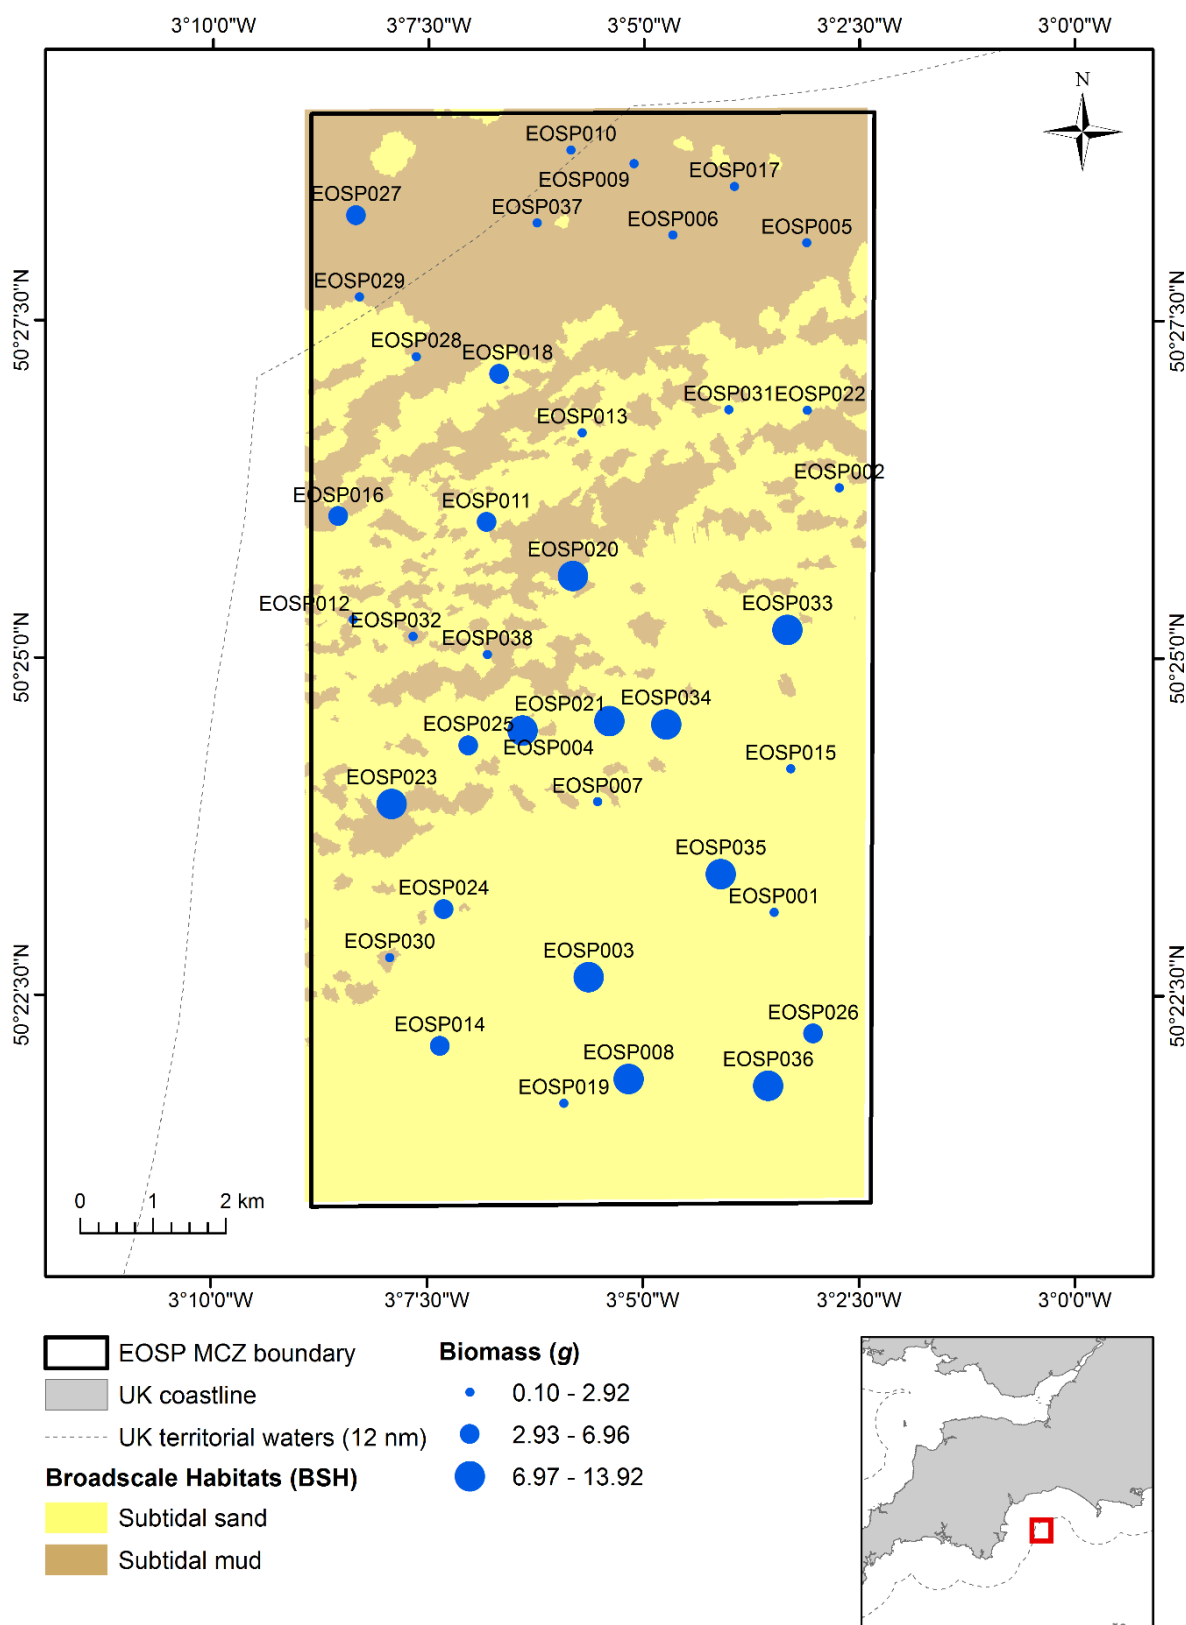 3°10'0"W 3°7'30"W 3°5'0"W 3°2'30"W 3°0'0"W
N
EOSP010
EOSP009
EOSP017
EOSP027
EOSP037
EOSP006
EOSP005
EOSP029
50°27'30"N
50°27'30"N
EOSP028
EOSP018
EOSP031
EOSP022
EOSP013
EOSP002
EOSP016
EOSP011
EOSP020
EOSP012
EOSP033
EOSP032
EOSP038
50°25'0"N
50°25'0"N
EOSP021
EOSP034
EOSP025
EOSP004
EOSP015
EOSP023
EOSP007
EOSP035
EOSP024
EOSP001
EOSP030
EOSP003
50°22'30"N
50°22'30"N
EOSP026
EOSP014
EOSP008
EOSP036
EOSP019
0 1 2 km
3°10'0"W 3°7'30"W 3°5'0"W 3°2'30"W 3°0'0"W
EOSP MCZ boundary
UK coastline
UK territorial waters (12 nm)
Broadscale Habitats (BSH)
Subtidal sand
Subtidal mud
Biomass (g)
0.10 - 2.92
2.93 - 6.96
6.97 - 13.92